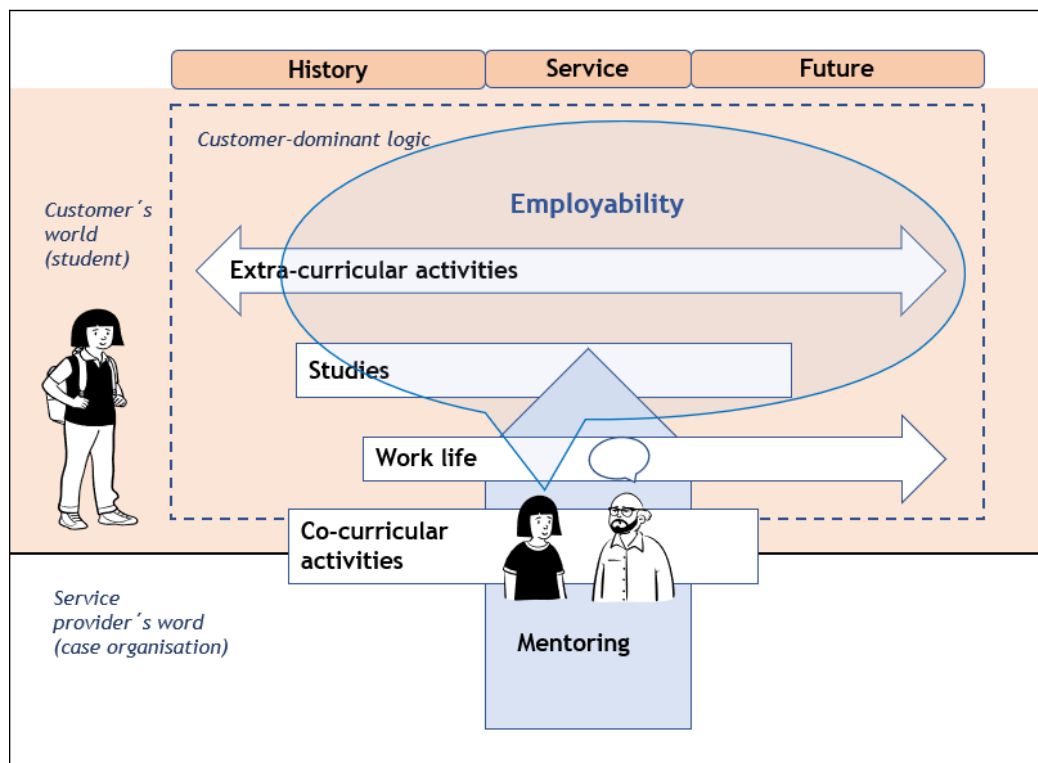 History
Service
Future
Customer-dominant logic
Employability
Customer´s
world
(student)
Extra-curricular activities
Studies
Work life
Co-curricular
activities
Service
provider´s word
(case organisation)
Mentoring